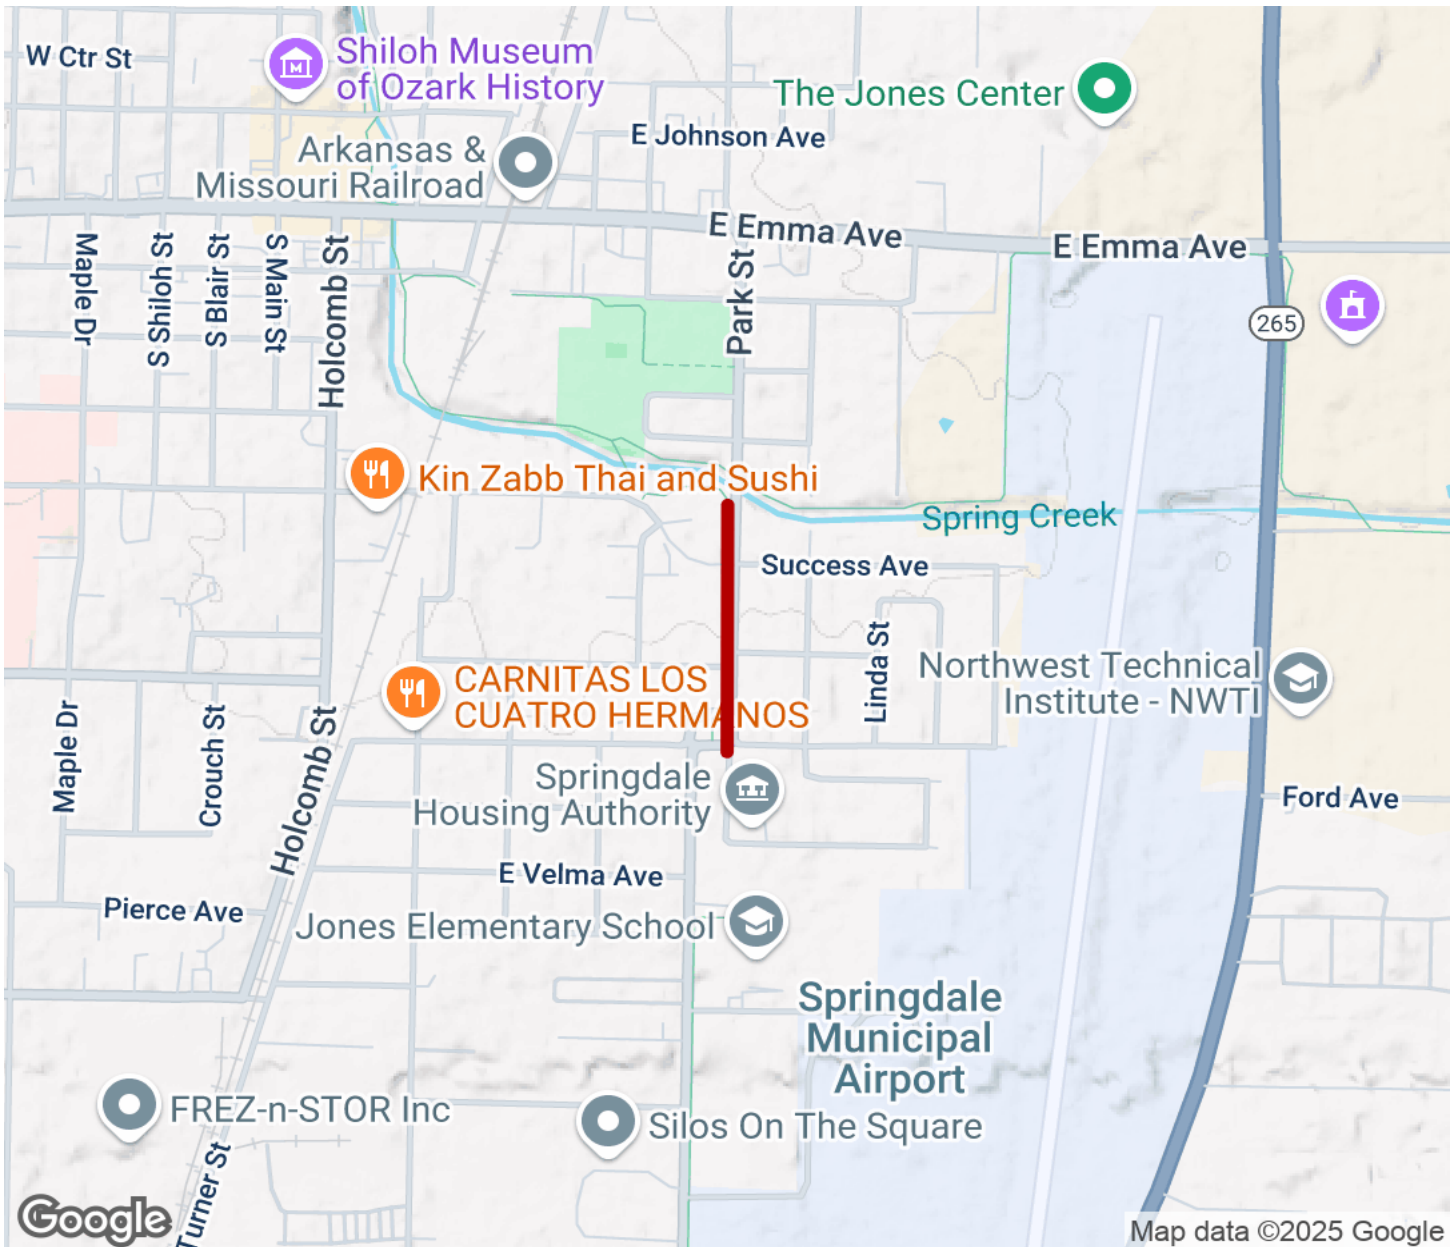 W Ctr St
Shiloh Museum
of Ozark History
The Jones Center
E Johnson Ave
Arkansas &
Missouri Railroad
E Emma Ave
E Emma Ave
Maple Dr
S Shiloh St
S Blair St
S Main St
Holcomb St
Park St
265
Kin Zabb Thai and Sushi
Spring Creek
Success Ave
Linda St
CARNITAS LOS
CUATRO HERMANOS
Northwest Technical
Institute - NWTI
Maple Dr
Crouch St
Holcomb St
Springdale
Housing Authority
Ford Ave
E Velma Ave
Pierce Ave
Jones Elementary School
Springdale
Municipal
Airport
FREZ-n-STOR Inc
Silos On The Square
Turner St
Google
Map data ©2025 Google